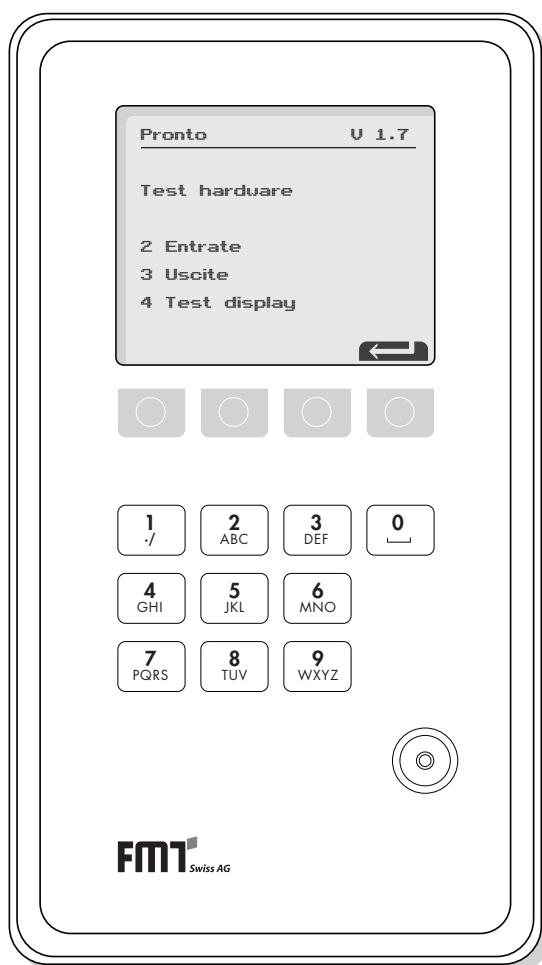 Pronto V 1.7
Test hardware
2 Entrate
3 Uscite
4 Test display
1 2 3 0
./ ABC DEF
4 5 6
GHI JKL MNO
7 8 9
PQRS TUV WXYZ
FMT Swiss AG